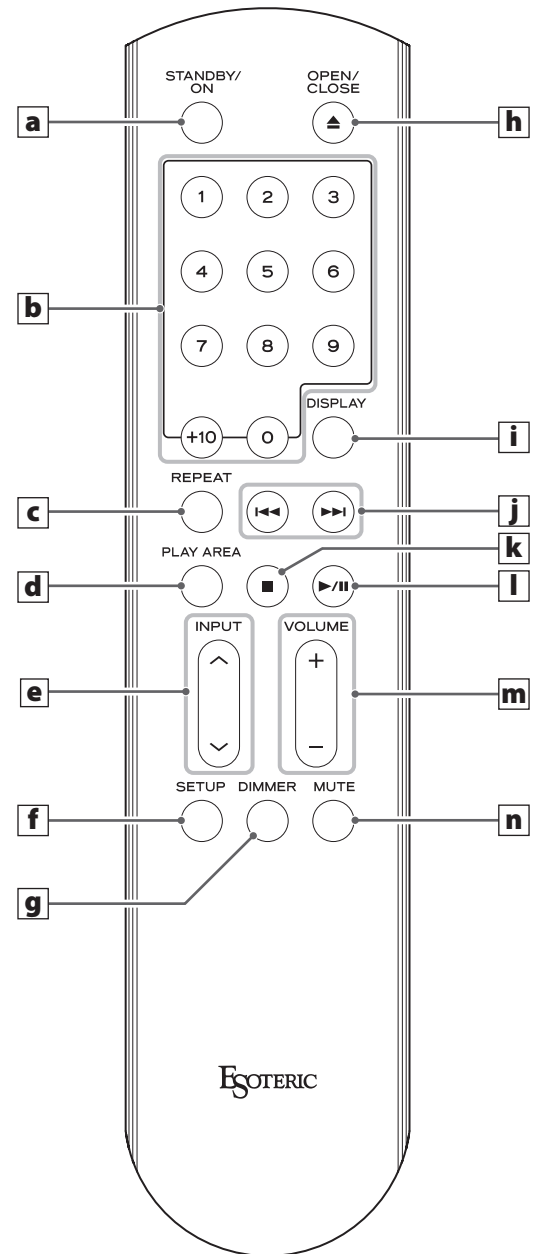 STANDBY/ OPEN/
ON CLOSE
a h
1 2 3
4 5 6
b
7 8 9
DISPLAY
+10 0 i
REPEAT
c j
k
PLAY AREA
d l
INPUT VOLUME
+
e m
−
SETUP DIMMER MUTE
f n
g
ESOTERIC